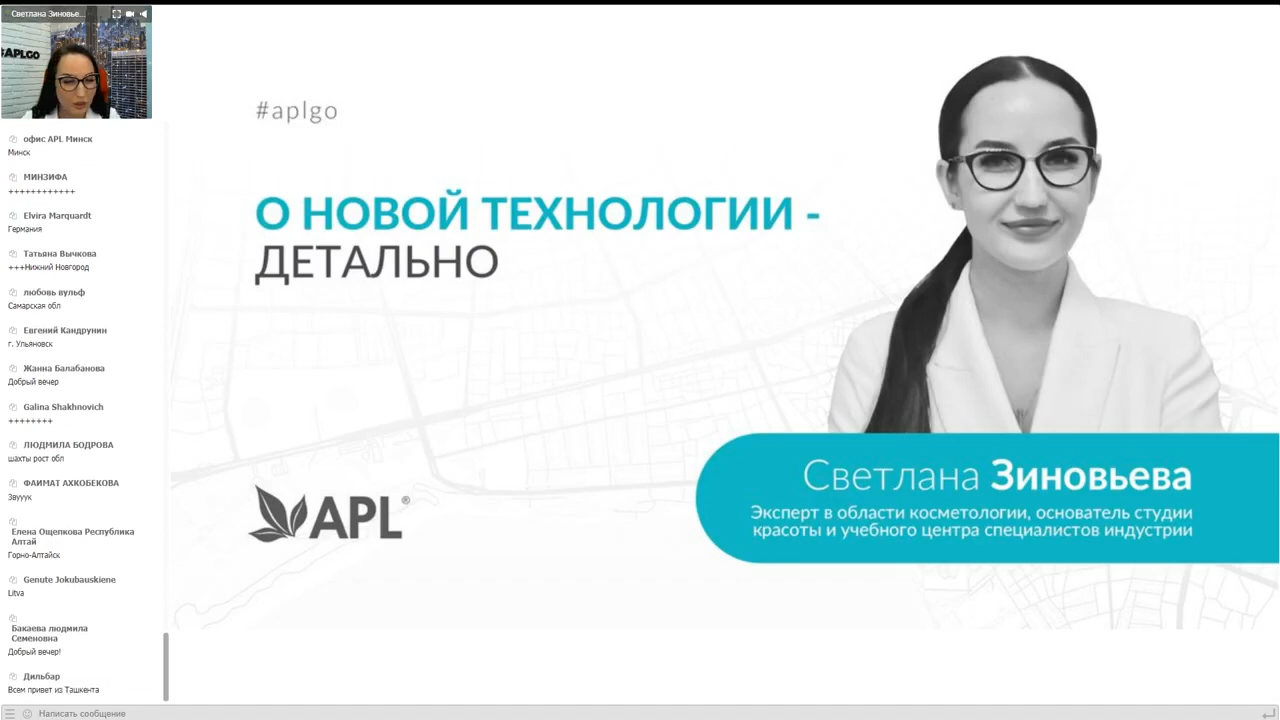 Светлана Зиновье...
#APLGO
офис APL Минск
Минск
МИНЗИФА
++++++++++++
Elvira Marquardt
Германия
Татьяна Вычкова
+++Нижний Новгород
любовь вульф
Самарская обл
Евгений Кандрунин
г. Ульяновск
Жанна Балабанова
Добрый вечер
Galina Shakhnovich
++++++++
ЛЮДМИЛА БОДРОВА
шахты рост обл
ФАИМАТ АХКОБЕКОВА
Звууук
Елена Ощепкова Республика
Алтай
Горно-Алтайск
Genute Jokubauskiene
Litva
Бакаева людмила
Семеновна
Добрый вечер!
Дильбар
Всем привет из Ташкента
Написать сообщение
#aplgo
О НОВОЙ ТЕХНОЛОГИИ -
ДЕТАЛЬНО
APL®
Светлана Зиновьева
Эксперт в области косметологии, основатель студии
красоты и учебного центра специалистов индустрии